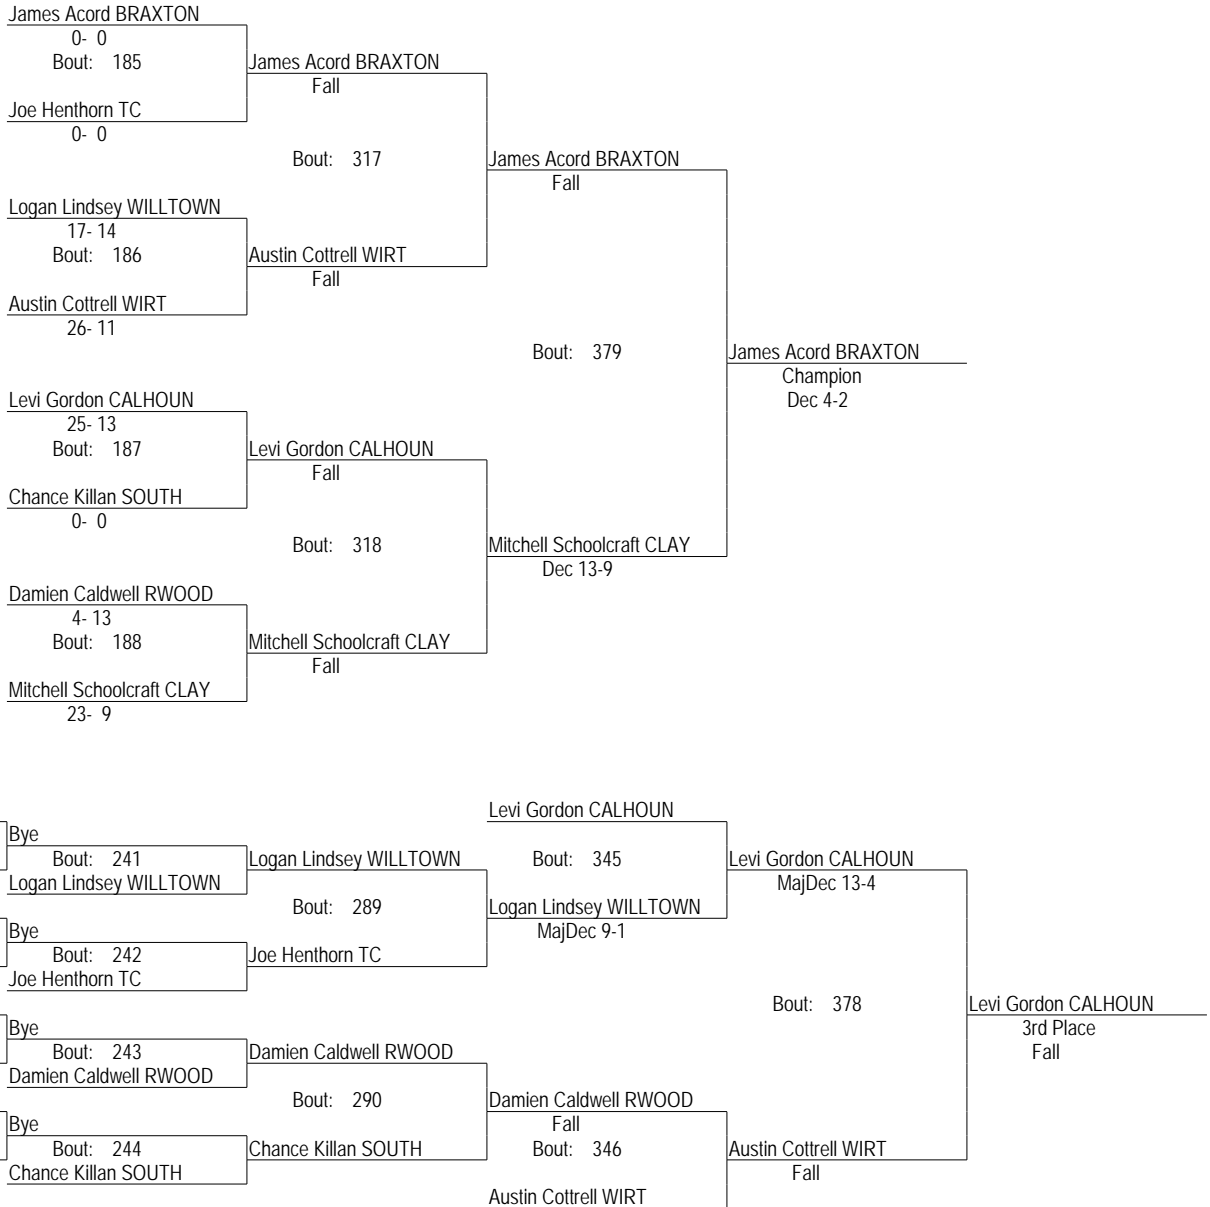 James Acord BRAXTON
0- 0
Bout: 185
James Acord BRAXTON
Fall
Joe Henthorn TC
0- 0
Bout: 317
James Acord BRAXTON
Fall
Logan Lindsey WILLTOWN
17- 14
Bout: 186
Austin Cottrell WIRT
Fall
Austin Cottrell WIRT
26- 11
Bout: 379
James Acord BRAXTON
Champion
Dec 4-2
Levi Gordon CALHOUN
25- 13
Bout: 187
Levi Gordon CALHOUN
Fall
Chance Killan SOUTH
0- 0
Bout: 318
Mitchell Schoolcraft CLAY
Dec 13-9
Damien Caldwell RWOOD
4- 13
Bout: 188
Mitchell Schoolcraft CLAY
Fall
Mitchell Schoolcraft CLAY
23- 9
Levi Gordon CALHOUN
Bye
Bout: 241
Logan Lindsey WILLTOWN
Bout: 345
Levi Gordon CALHOUN
MajDec 13-4
Logan Lindsey WILLTOWN
Bout: 289
Logan Lindsey WILLTOWN
MajDec 9-1
Bye
Bout: 242
Joe Henthorn TC
Joe Henthorn TC
Bout: 378
Levi Gordon CALHOUN
3rd Place
Fall
Bye
Bout: 243
Damien Caldwell RWOOD
Damien Caldwell RWOOD
Bout: 290
Damien Caldwell RWOOD
Fall
Bye
Bout: 244
Chance Killan SOUTH
Bout: 346
Austin Cottrell WIRT
Fall
Chance Killan SOUTH
Austin Cottrell WIRT